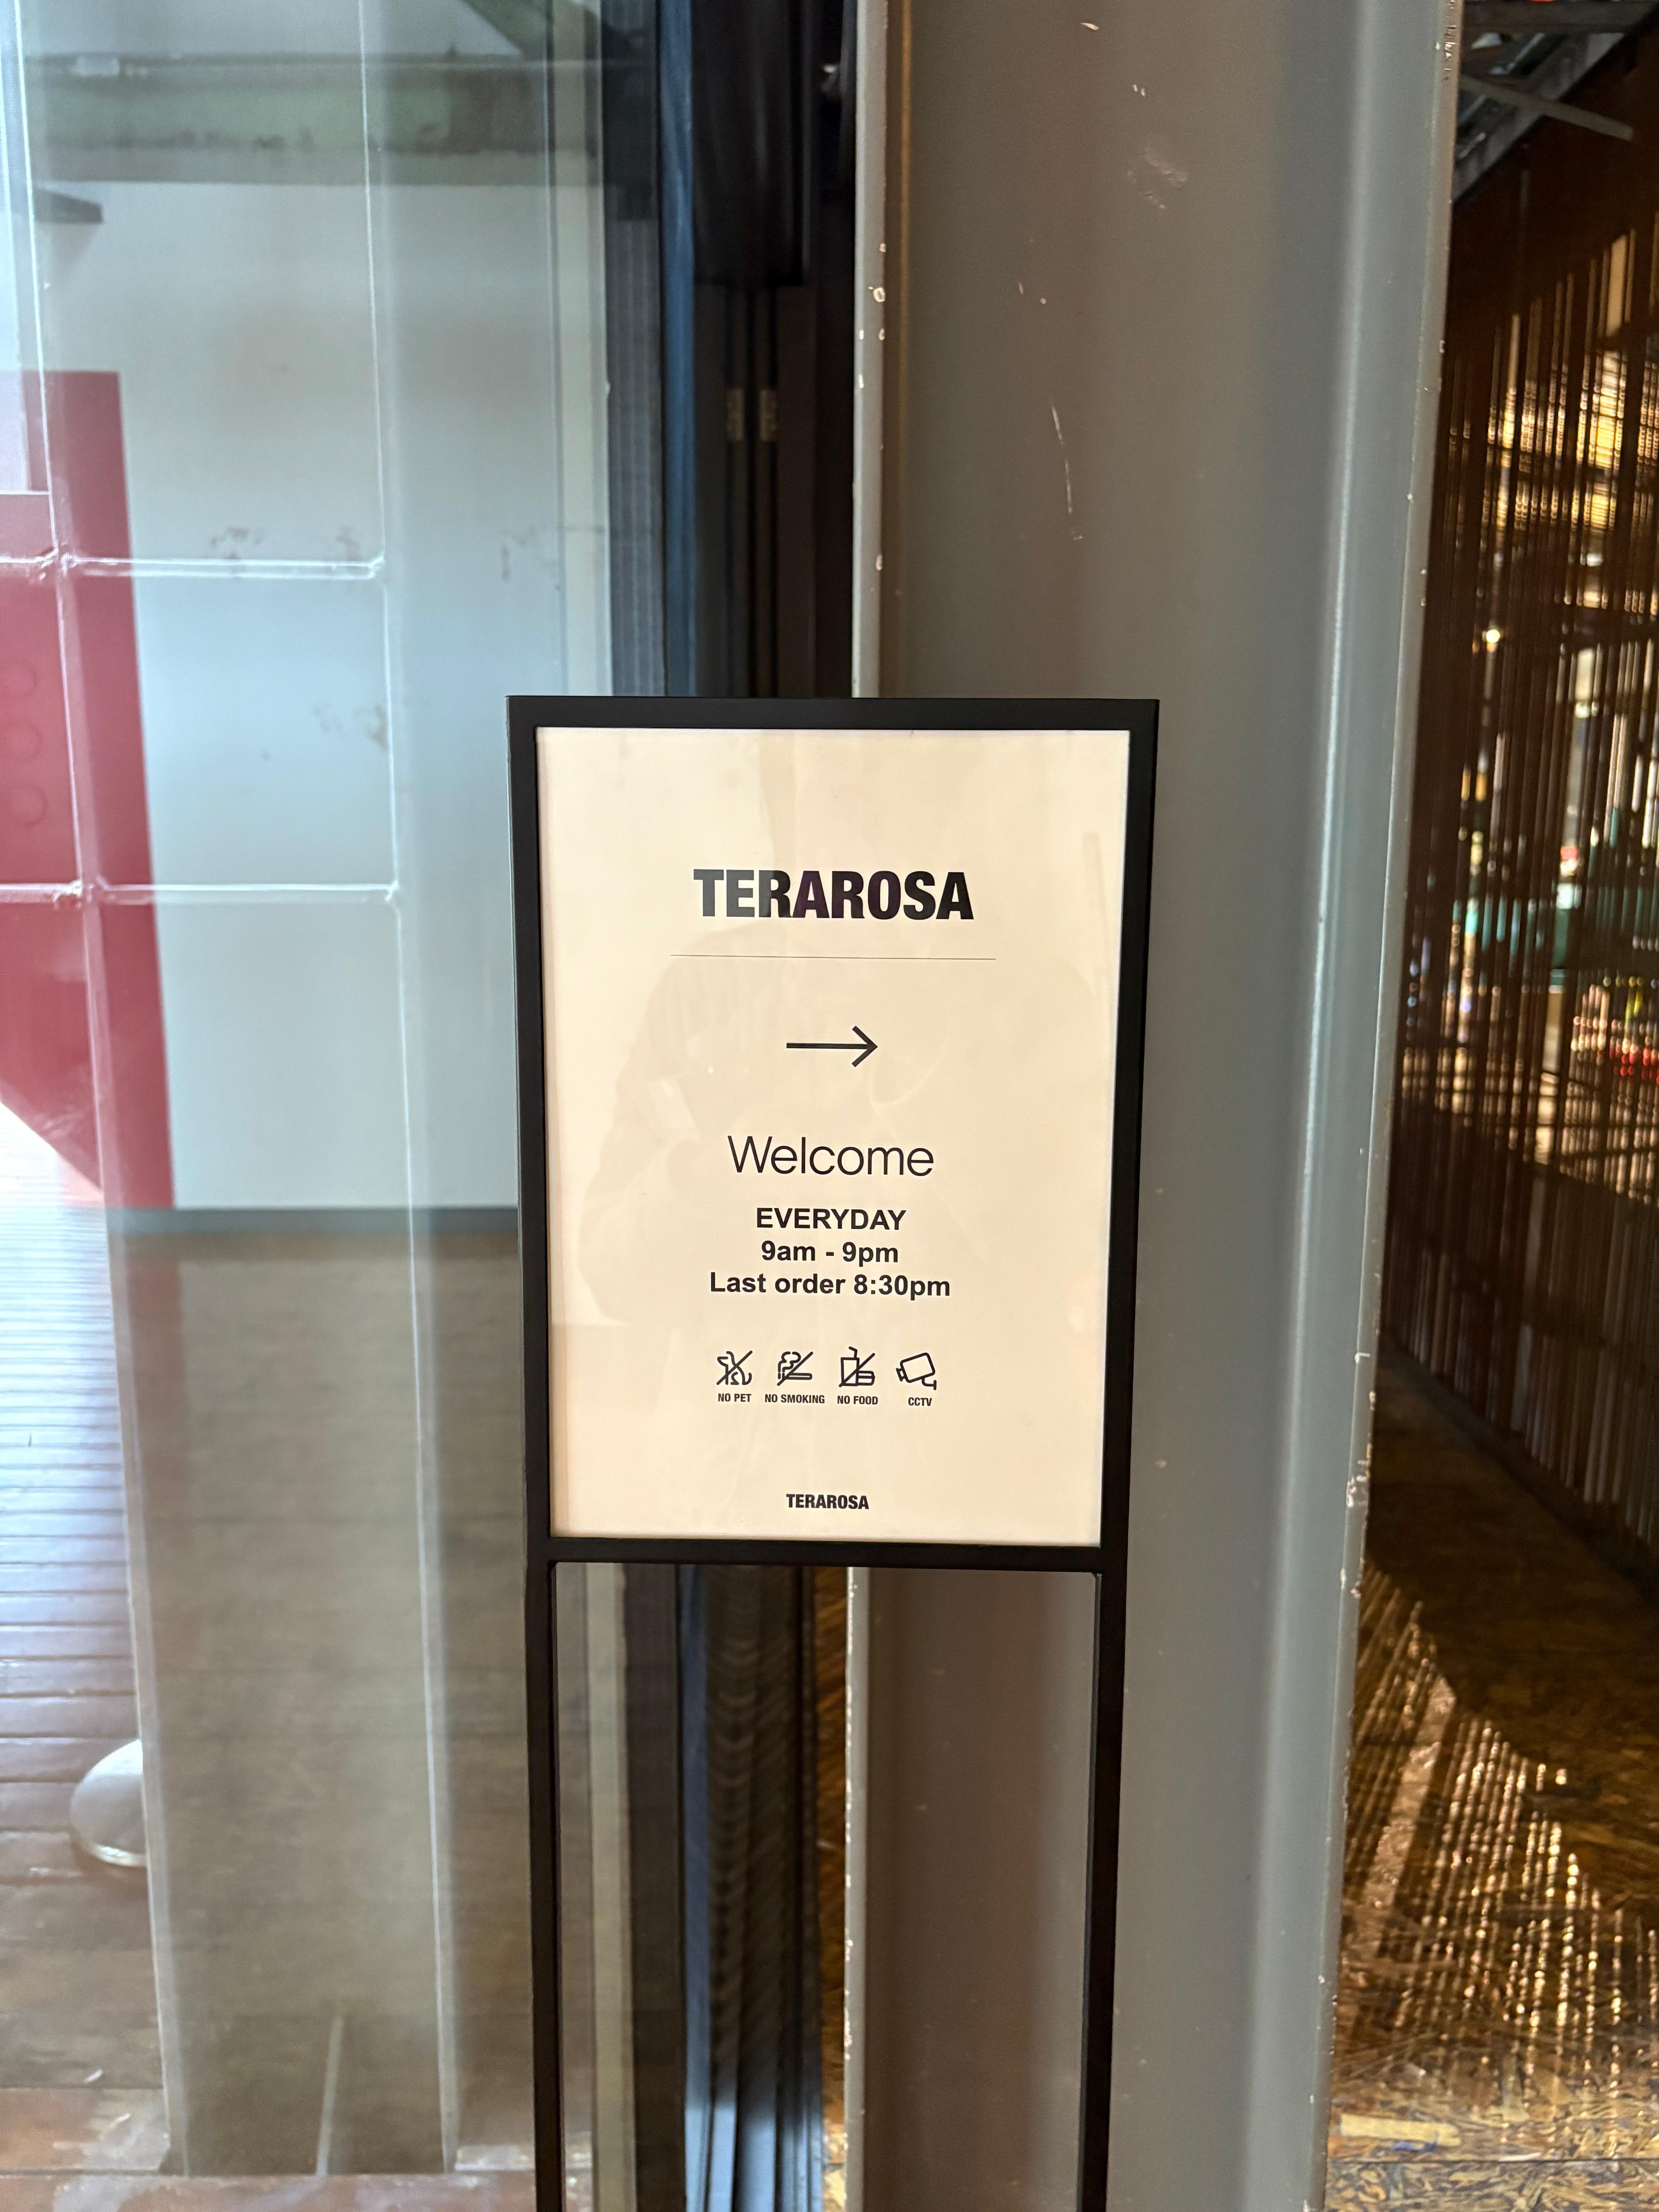 TERAROSA
Welcome
EVERYDAY
9am - 9pm
Last order 8:30pm
NO PET NO SMOKING NO FOOD CCTV
TERAROSA